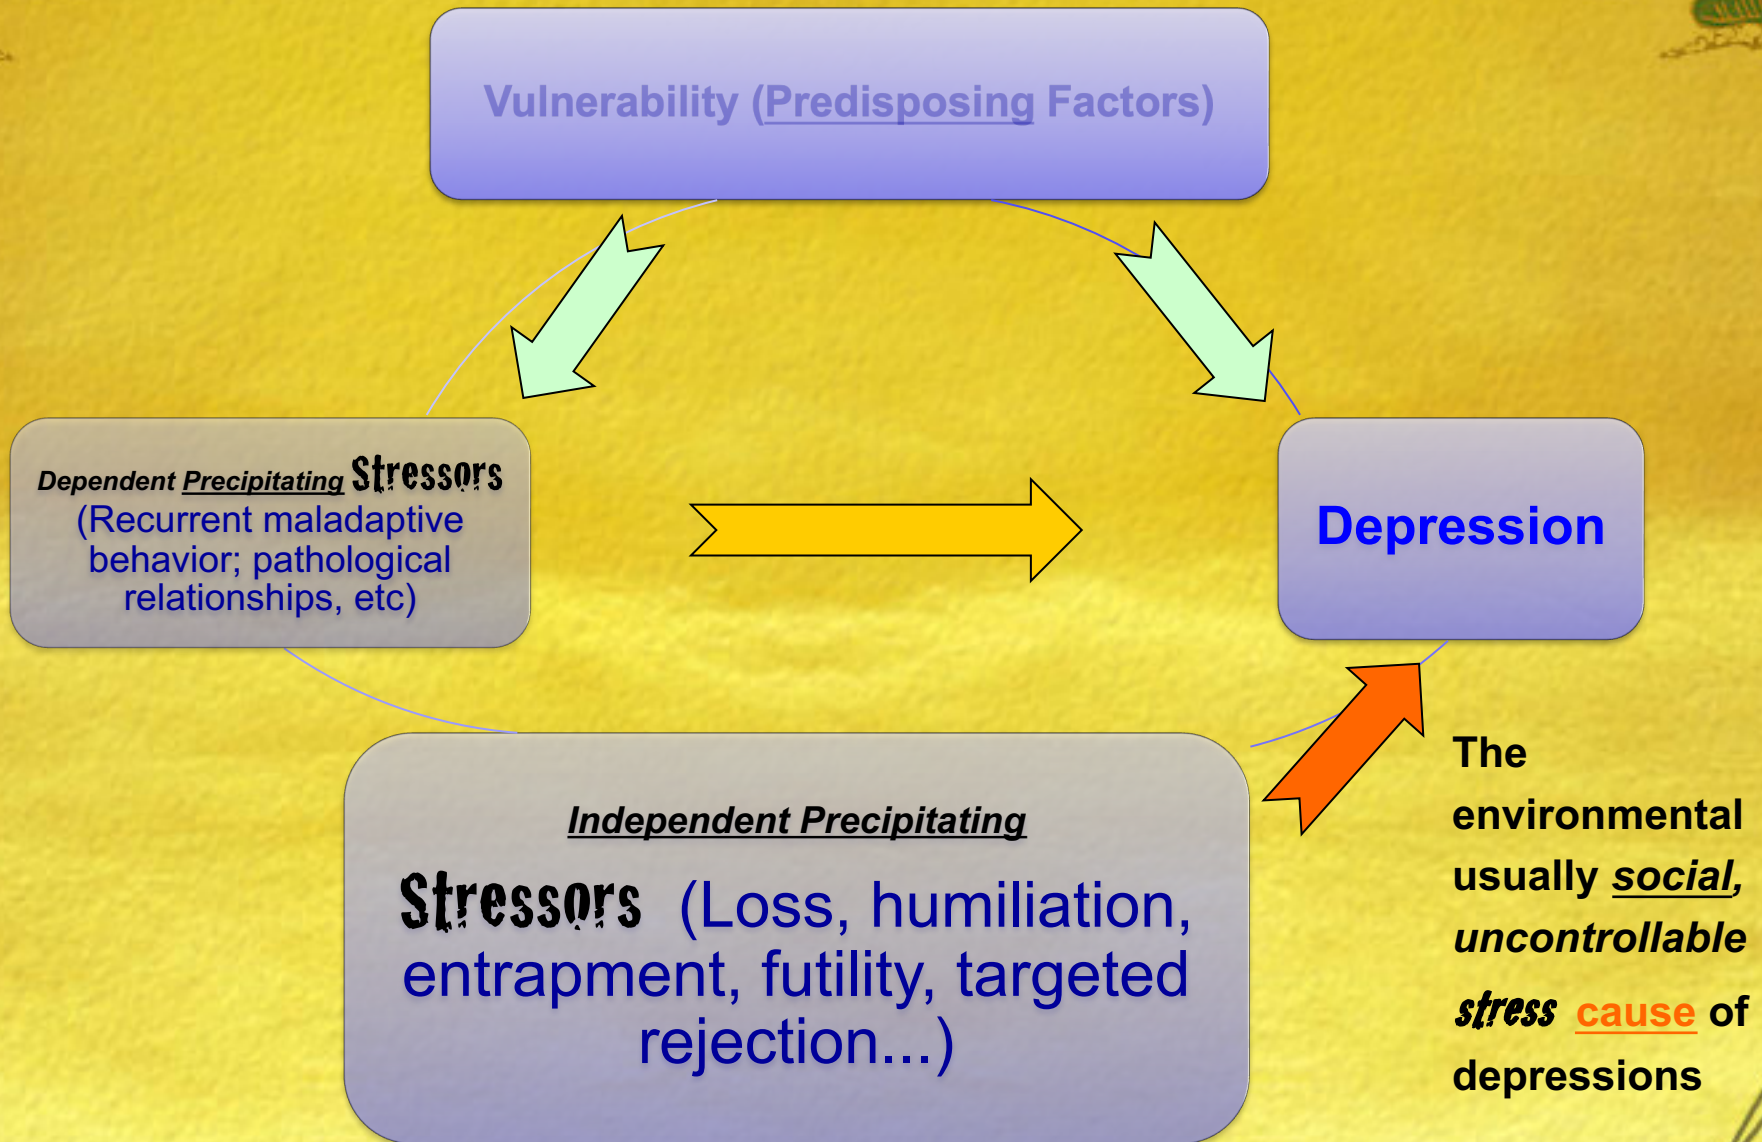 Vulnerability (Predisposing Factors)
Dependent Precipitating Stressors
(Recurrent maladaptive
behavior; pathological
relationships, etc)
Depression
Independent Precipitating
Stressors (Loss, humiliation,
entrapment, futility, targeted
rejection...)
The
environmental
usually social,
uncontrollable
stress cause of
depressions